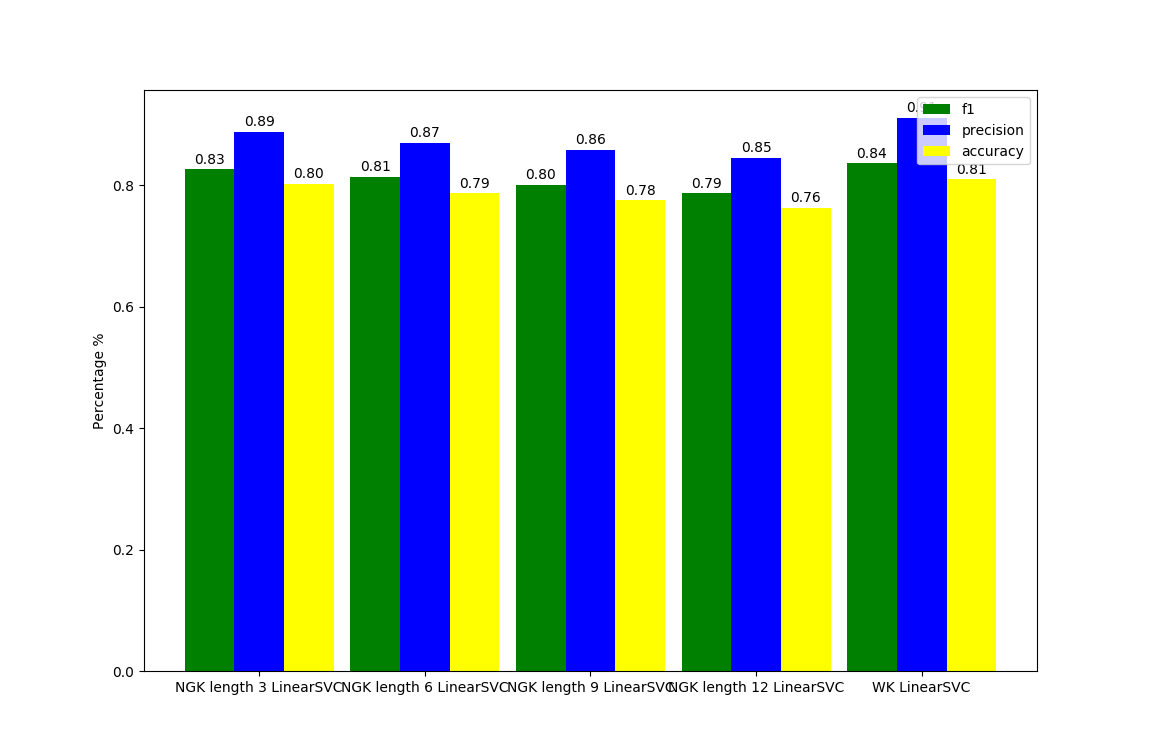 f1
precision
accuracy
0.83
0.89
0.80
0.81
0.87
0.79
0.80
0.86
0.78
0.79
0.85
0.76
0.84
0.81
0.8
0.6
0.4
0.2
0.0
Percentage %
NGK length 3 LinearSVC
NGK length 6 LinearSVC
NGK length 9 LinearSVC
NGK length 12 LinearSVC
WK LinearSVC